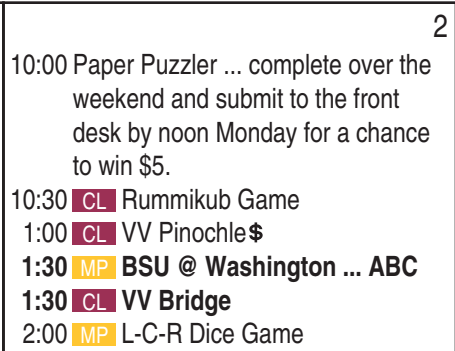 2
10:00 Paper Puzzler ... complete over the
weekend and submit to the front
desk by noon Monday for a chance
to win $5.
10:30 CL Rummikub Game
1:00 CL VV Pinochle$
1:30 MP BSU @ Washington ... ABC
1:30 CL VV Bridge
2:00 MP L-C-R Dice Game